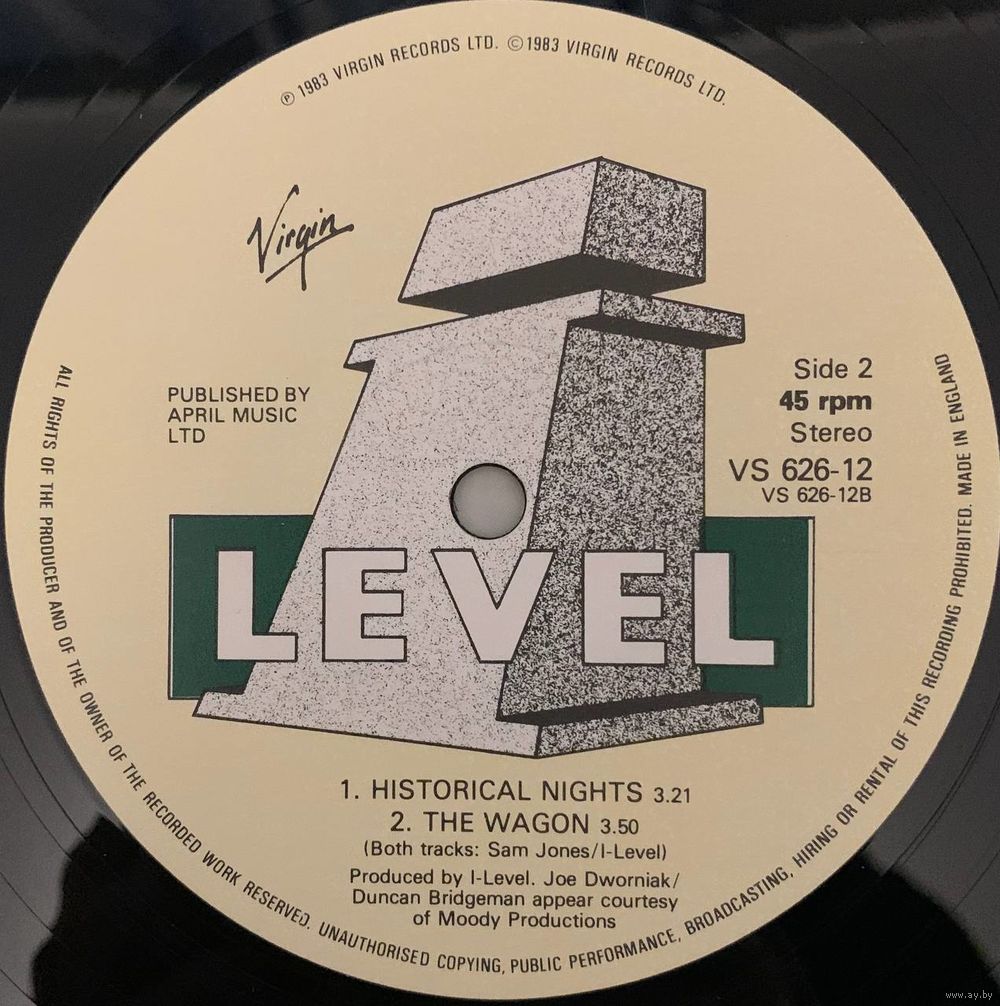 ℗ 1983 VIRGIN RECORDS LTD. © 1983 VIRGIN RECORDS LTD.
Virgin
PUBLISHED BY
APRIL MUSIC
LTD
Side 2
45 rpm
Stereo
VS 626-12
VS 626-12B
I
LEVEL
1. HISTORICAL NIGHTS 3.21
2. THE WAGON 3.50
(Both tracks: Sam Jones/I-Level)
Produced by I-Level. Joe Dworniak/
Duncan Bridgeman appear courtesy
of Moody Productions
ALL RIGHTS OF THE PRODUCER AND OF THE OWNER OF THE RECORDED WORK RESERVED. UNAUTHORISED COPYING, PUBLIC PERFORMANCE, BROADCASTING, HIRING OR RENTAL OF THIS RECORDING PROHIBITED. MADE IN ENGLAND
www.ay.by